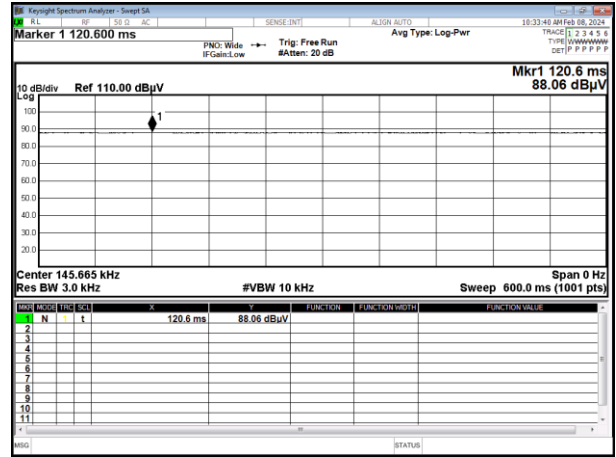 Keysight Spectrum Analyzer - Swept SA
RL RF 50 Ω AC SENSE:INT ALIGN AUTO 10:33:40 AM Feb 08, 2024
Marker 1 120.600 ms Avg Type: Log-Pwr TRACE 1 2 3 4 5 6
PNO: Wide Trig: Free Run TYPE WWWWWW
IFGain:Low #Atten: 20 dB DET P P P P P P
Mkr1 120.6 ms
10 dB/div Ref 110.00 dBµV 88.06 dBµV
Log
100
1
90.0
80.0
70.0
60.0
50.0
40.0
30.0
20.0
Center 145.665 kHz Span 0 Hz
Res BW 3.0 kHz #VBW 10 kHz Sweep 600.0 ms (1001 pts)
MKR MODE TRC SCL X Y FUNCTION FUNCTION WIDTH FUNCTION VALUE
1 N 1 t 120.6 ms 88.06 dBµV
2
3
4
5
6
7
8
9
10
11
MSG STATUS